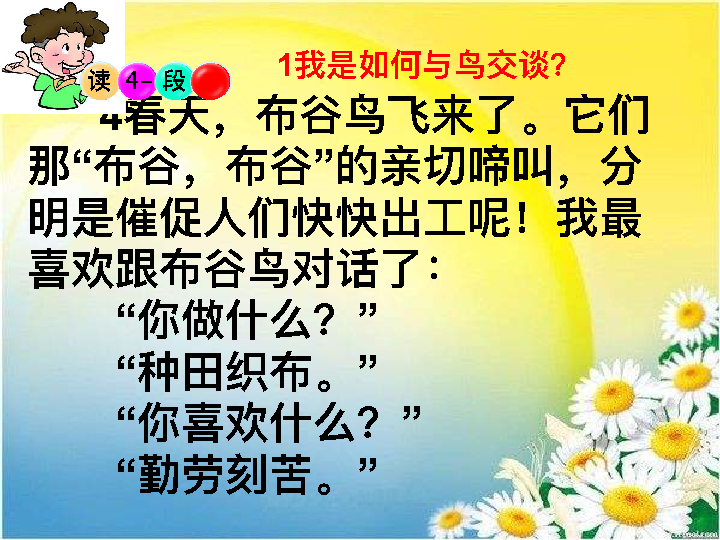 读 4- 段
1我是如何与鸟交谈?
4春天，布谷鸟飞来了。它们
那“布谷，布谷”的亲切啼叫，分
明是催促人们快快出工呢！我最
喜欢跟布谷鸟对话了：
“你做什么？”
“种田织布。”
“你喜欢什么？”
“勤劳刻苦。”